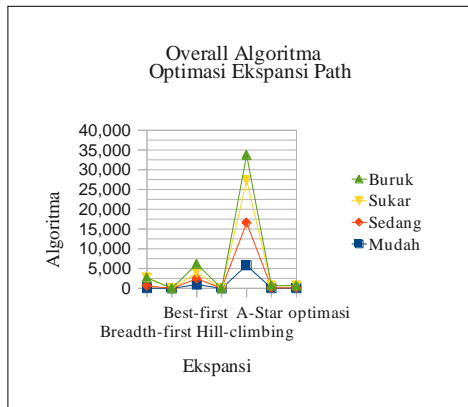 Overall Algoritma
Optimasi Ekspansi Path
40,000
35,000
30,000
25,000
20,000
15,000
10,000
5,000
0
Algoritma
Buruk
Sukar
Sedang
Mudah
Best-first A-Star optimasi
Breadth-first Hill-climbing
Ekspansi